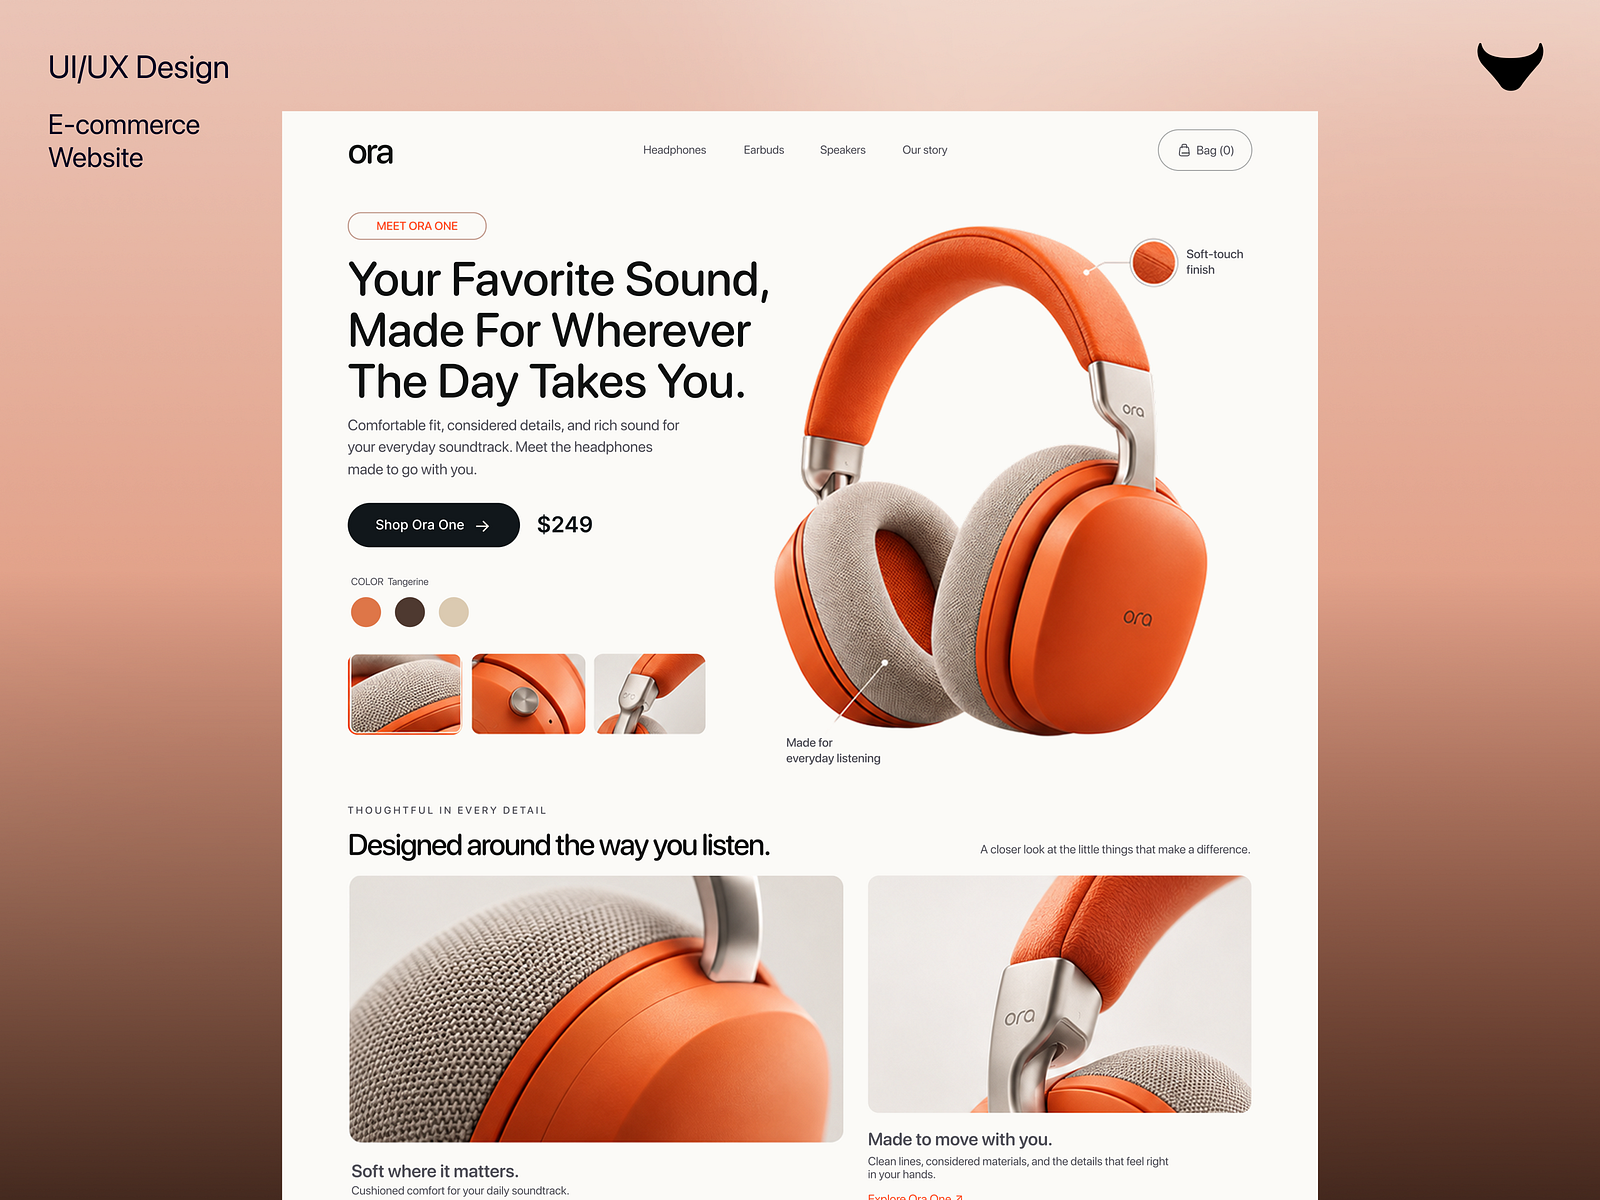 UI/UX Design
E-commerce
Website
ora
Headphones
Earbuds
Speakers
Our story
Bag (0)
MEET ORA ONE
Your Favorite Sound,
Made For Wherever
The Day Takes You.
Comfortable fit, considered details, and rich sound for
your everyday soundtrack. Meet the headphones
made to go with you.
Shop Ora One →
$249
COLOR Tangerine
Soft-touch
finish
ora
ora
Made for
everyday listening
THOUGHTFUL IN EVERY DETAIL
Designed around the way you listen.
A closer look at the little things that make a difference.
ora
Soft where it matters.
Cushioned comfort for your daily soundtrack.
Made to move with you.
Clean lines, considered materials, and the details that feel right
in your hands.
Explore Ora One ↗